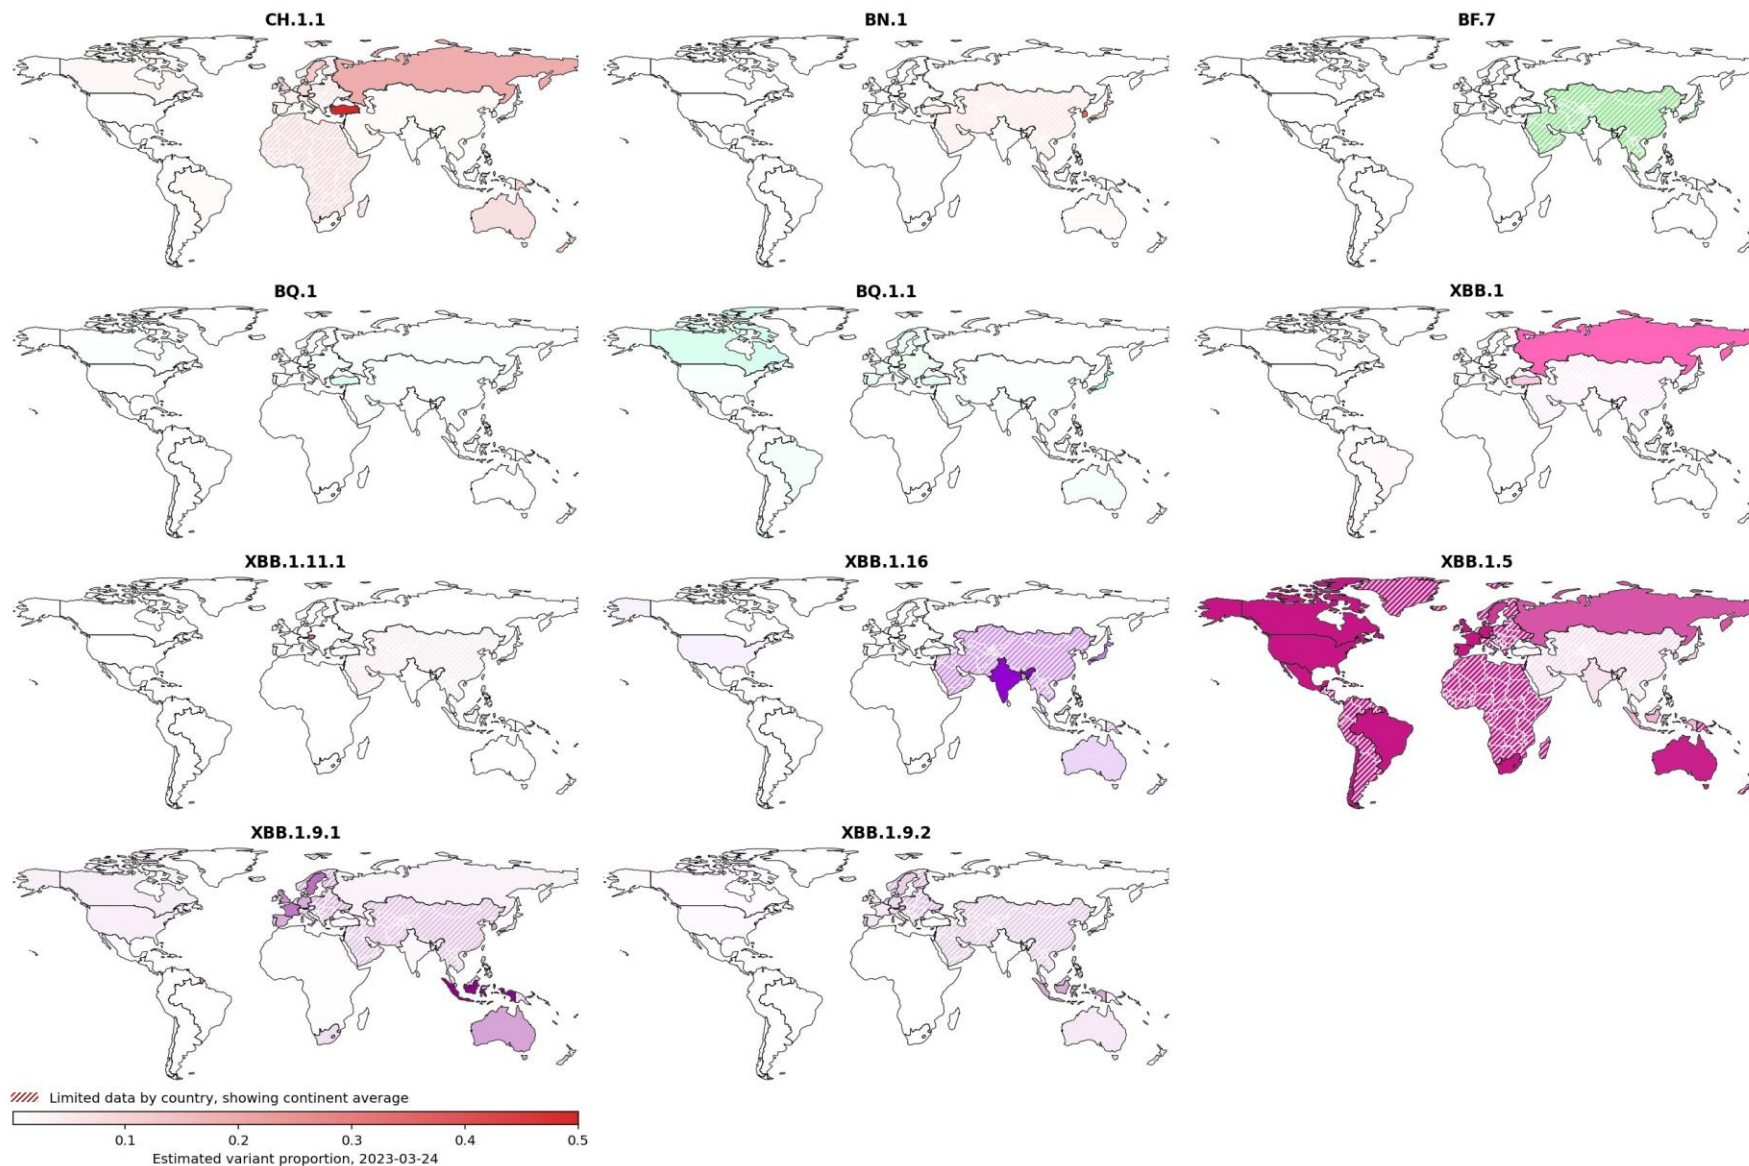 CH.1.1
BN.1
BF.7
BQ.1
BQ.1.1
XBB.1
XBB.1.11.1
XBB.1.16
XBB.1.5
XBB.1.9.1
XBB.1.9.2
Limited data by country, showing continent average
0.1 0.2 0.3 0.4 0.5
Estimated variant proportion, 2023-03-24